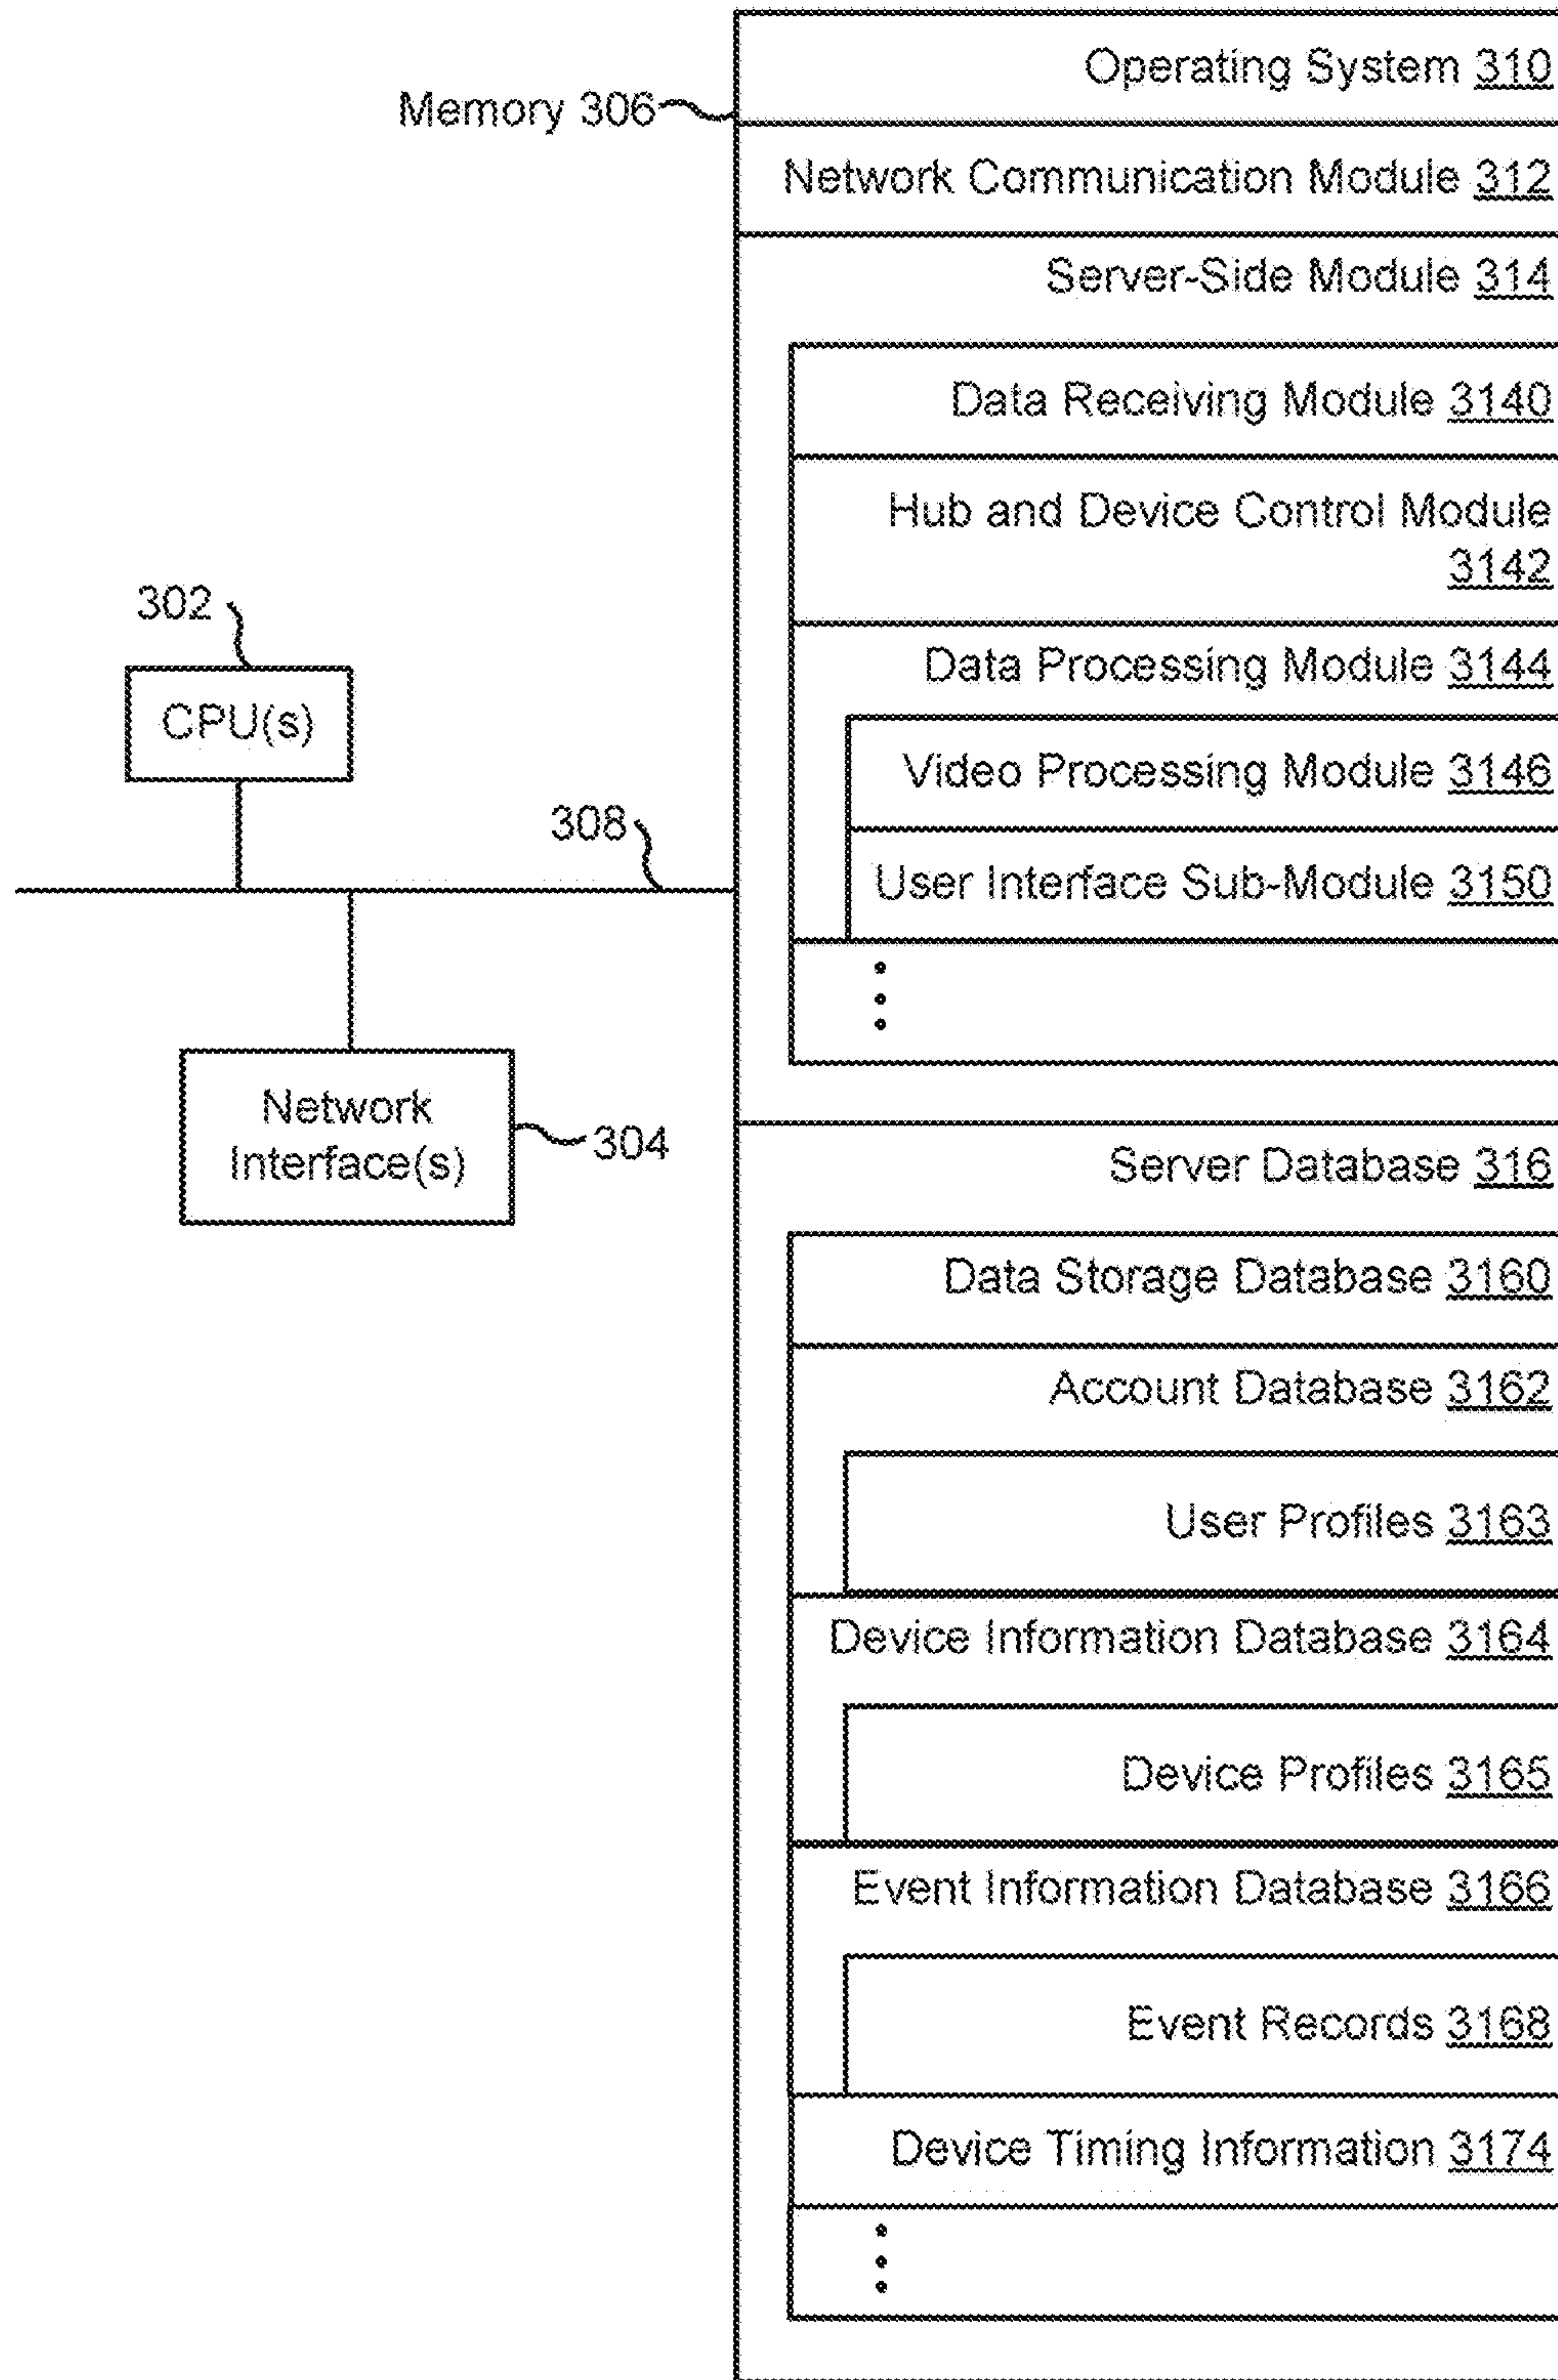 Operating System 310
Memory 306
Network Communication Module 312
Server-Side Module 314
Data Receiving Module 3140
Hub and Device Control Module
3142
302
CPU(s)
Data Processing Module 3144
Video Processing Module 3146
308
User Interface Sub-Module 3150
Network
Interface(s)
304
Server Database 316
Data Storage Database 3160
Account Database 3162
User Profiles 3163
Device Information Database 3164
Device Profiles 3165
Event Information Database 3166
Event Records 3168
Device Timing Information 3174